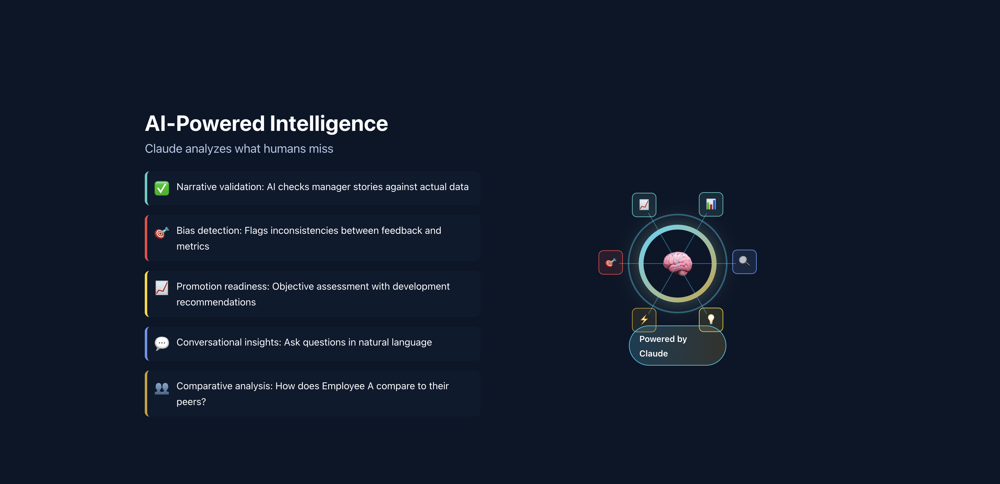 AI-Powered Intelligence
Claude analyzes what humans miss
Narrative validation: AI checks manager stories against actual data
Bias detection: Flags inconsistencies between feedback and
metrics
Promotion readiness: Objective assessment with development
recommendations
Conversational insights: Ask questions in natural language
Comparative analysis: How does Employee A compare to their
peers?
Powered by
Claude